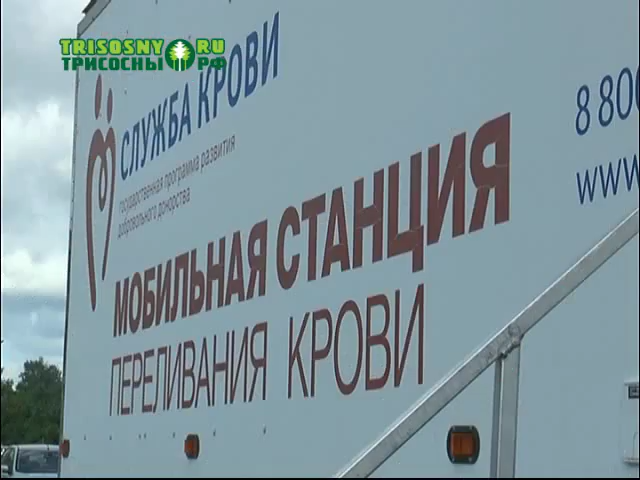 TRISOSNY.RU
ТРИСОСНЫ.РФ
СЛУЖБА КРОВИ
государственная программа развития
добровольного донорства
8 800
www.
МОБИЛЬНАЯ СТАНЦИЯ
ПЕРЕЛИВАНИЯ КРОВИ